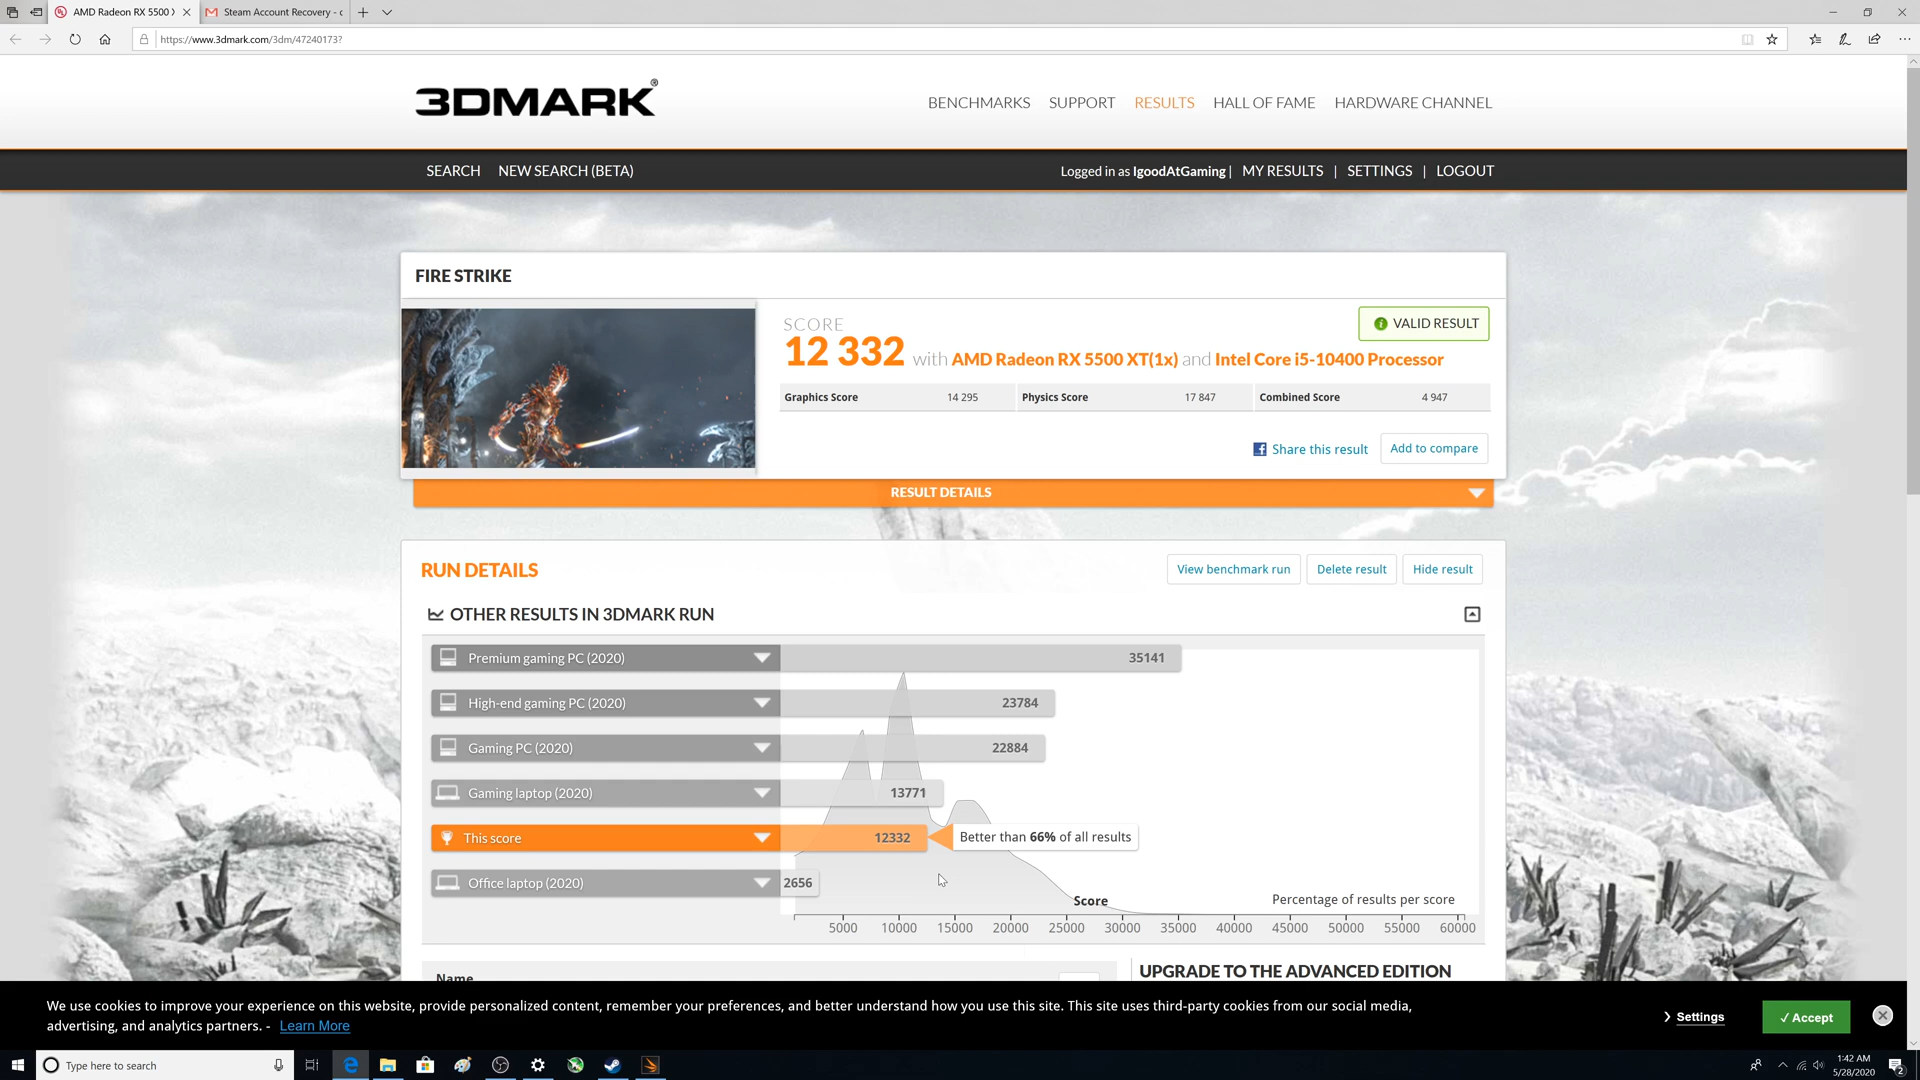 AMD Radeon RX 5500 X
Steam Account Recovery - c
https://www.3dmark.com/3dm/47240173?
3DMARK®
BENCHMARKS SUPPORT RESULTS HALL OF FAME HARDWARE CHANNEL
SEARCH NEW SEARCH (BETA)
Logged in as IgoodAtGaming | MY RESULTS | SETTINGS | LOGOUT
FIRE STRIKE
VALID RESULT
SCORE
12 332 with AMD Radeon RX 5500 XT(1x) and Intel Core i5-10400 Processor
Graphics Score 14 295 Physics Score 17 847 Combined Score 4 947
Share this result Add to compare
RESULT DETAILS
RUN DETAILS
View benchmark run Delete result Hide result
OTHER RESULTS IN 3DMARK RUN
Premium gaming PC (2020) 35141
High-end gaming PC (2020) 23784
Gaming PC (2020) 22884
Gaming laptop (2020) 13771
This score 12332 Better than 66% of all results
Office laptop (2020) 2656
Score Percentage of results per score
5000 10000 15000 20000 25000 30000 35000 40000 45000 50000 55000 60000
Name
UPGRADE TO THE ADVANCED EDITION
We use cookies to improve your experience on this website, provide personalized content, remember your preferences, and better understand how you use this site. This site uses third-party cookies from our social media,
advertising, and analytics partners. - Learn More
Settings
✓ Accept
Type here to search
1:42 AM
5/28/2020
2